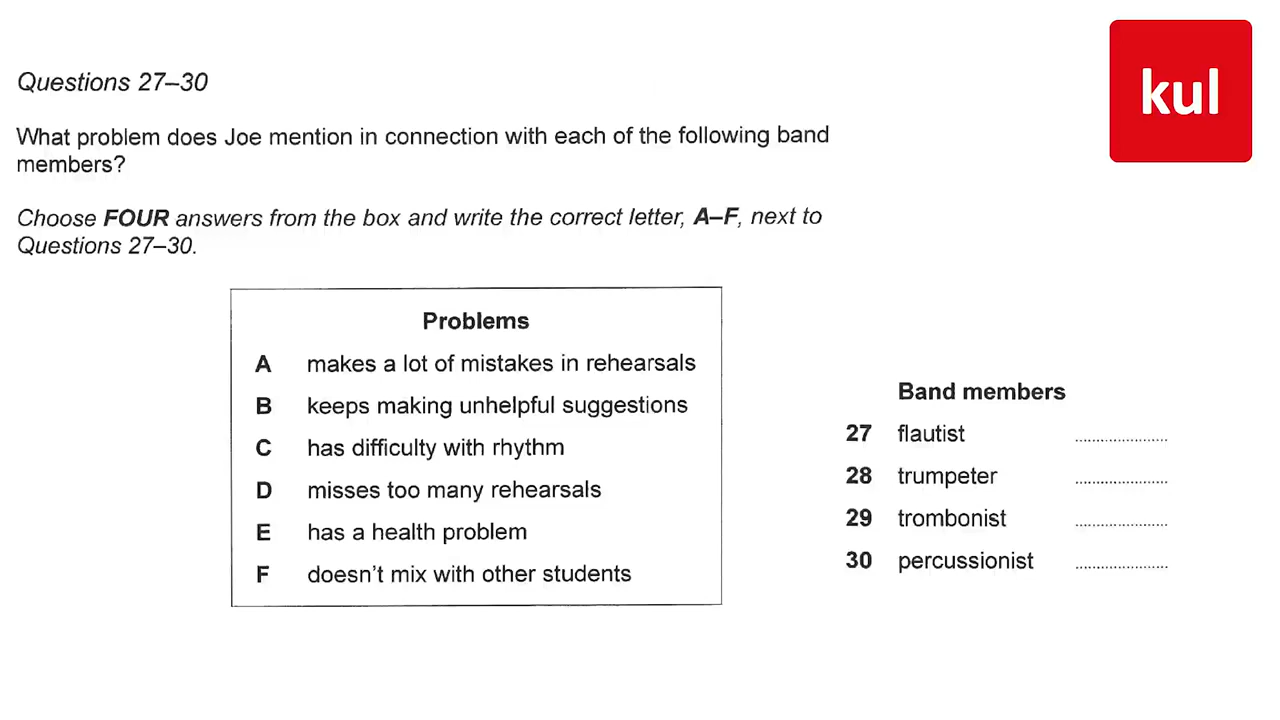 kul
Questions 27–30
What problem does Joe mention in connection with each of the following band
members?
Choose FOUR answers from the box and write the correct letter, A–F, next to
Questions 27–30.
Problems
A makes a lot of mistakes in rehearsals
B keeps making unhelpful suggestions
C has difficulty with rhythm
D misses too many rehearsals
E has a health problem
F doesn't mix with other students
Band members
27 flautist ........................
28 trumpeter ........................
29 trombonist ........................
30 percussionist ........................